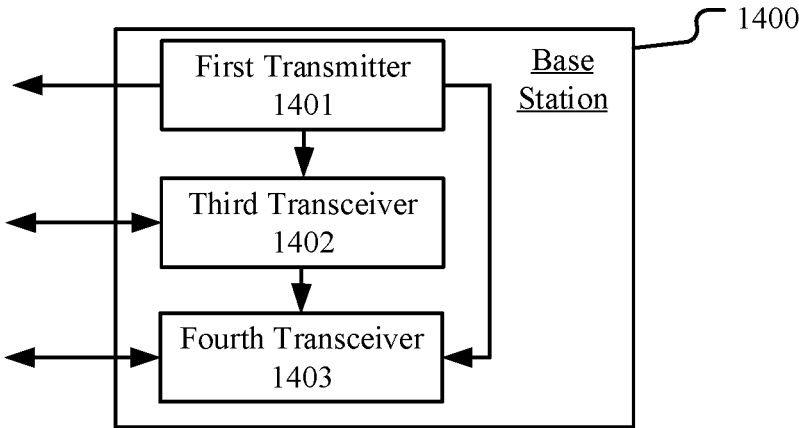 1400
First Transmitter
1401
Base
Station
Third Transceiver
1402
Fourth Transceiver
1403